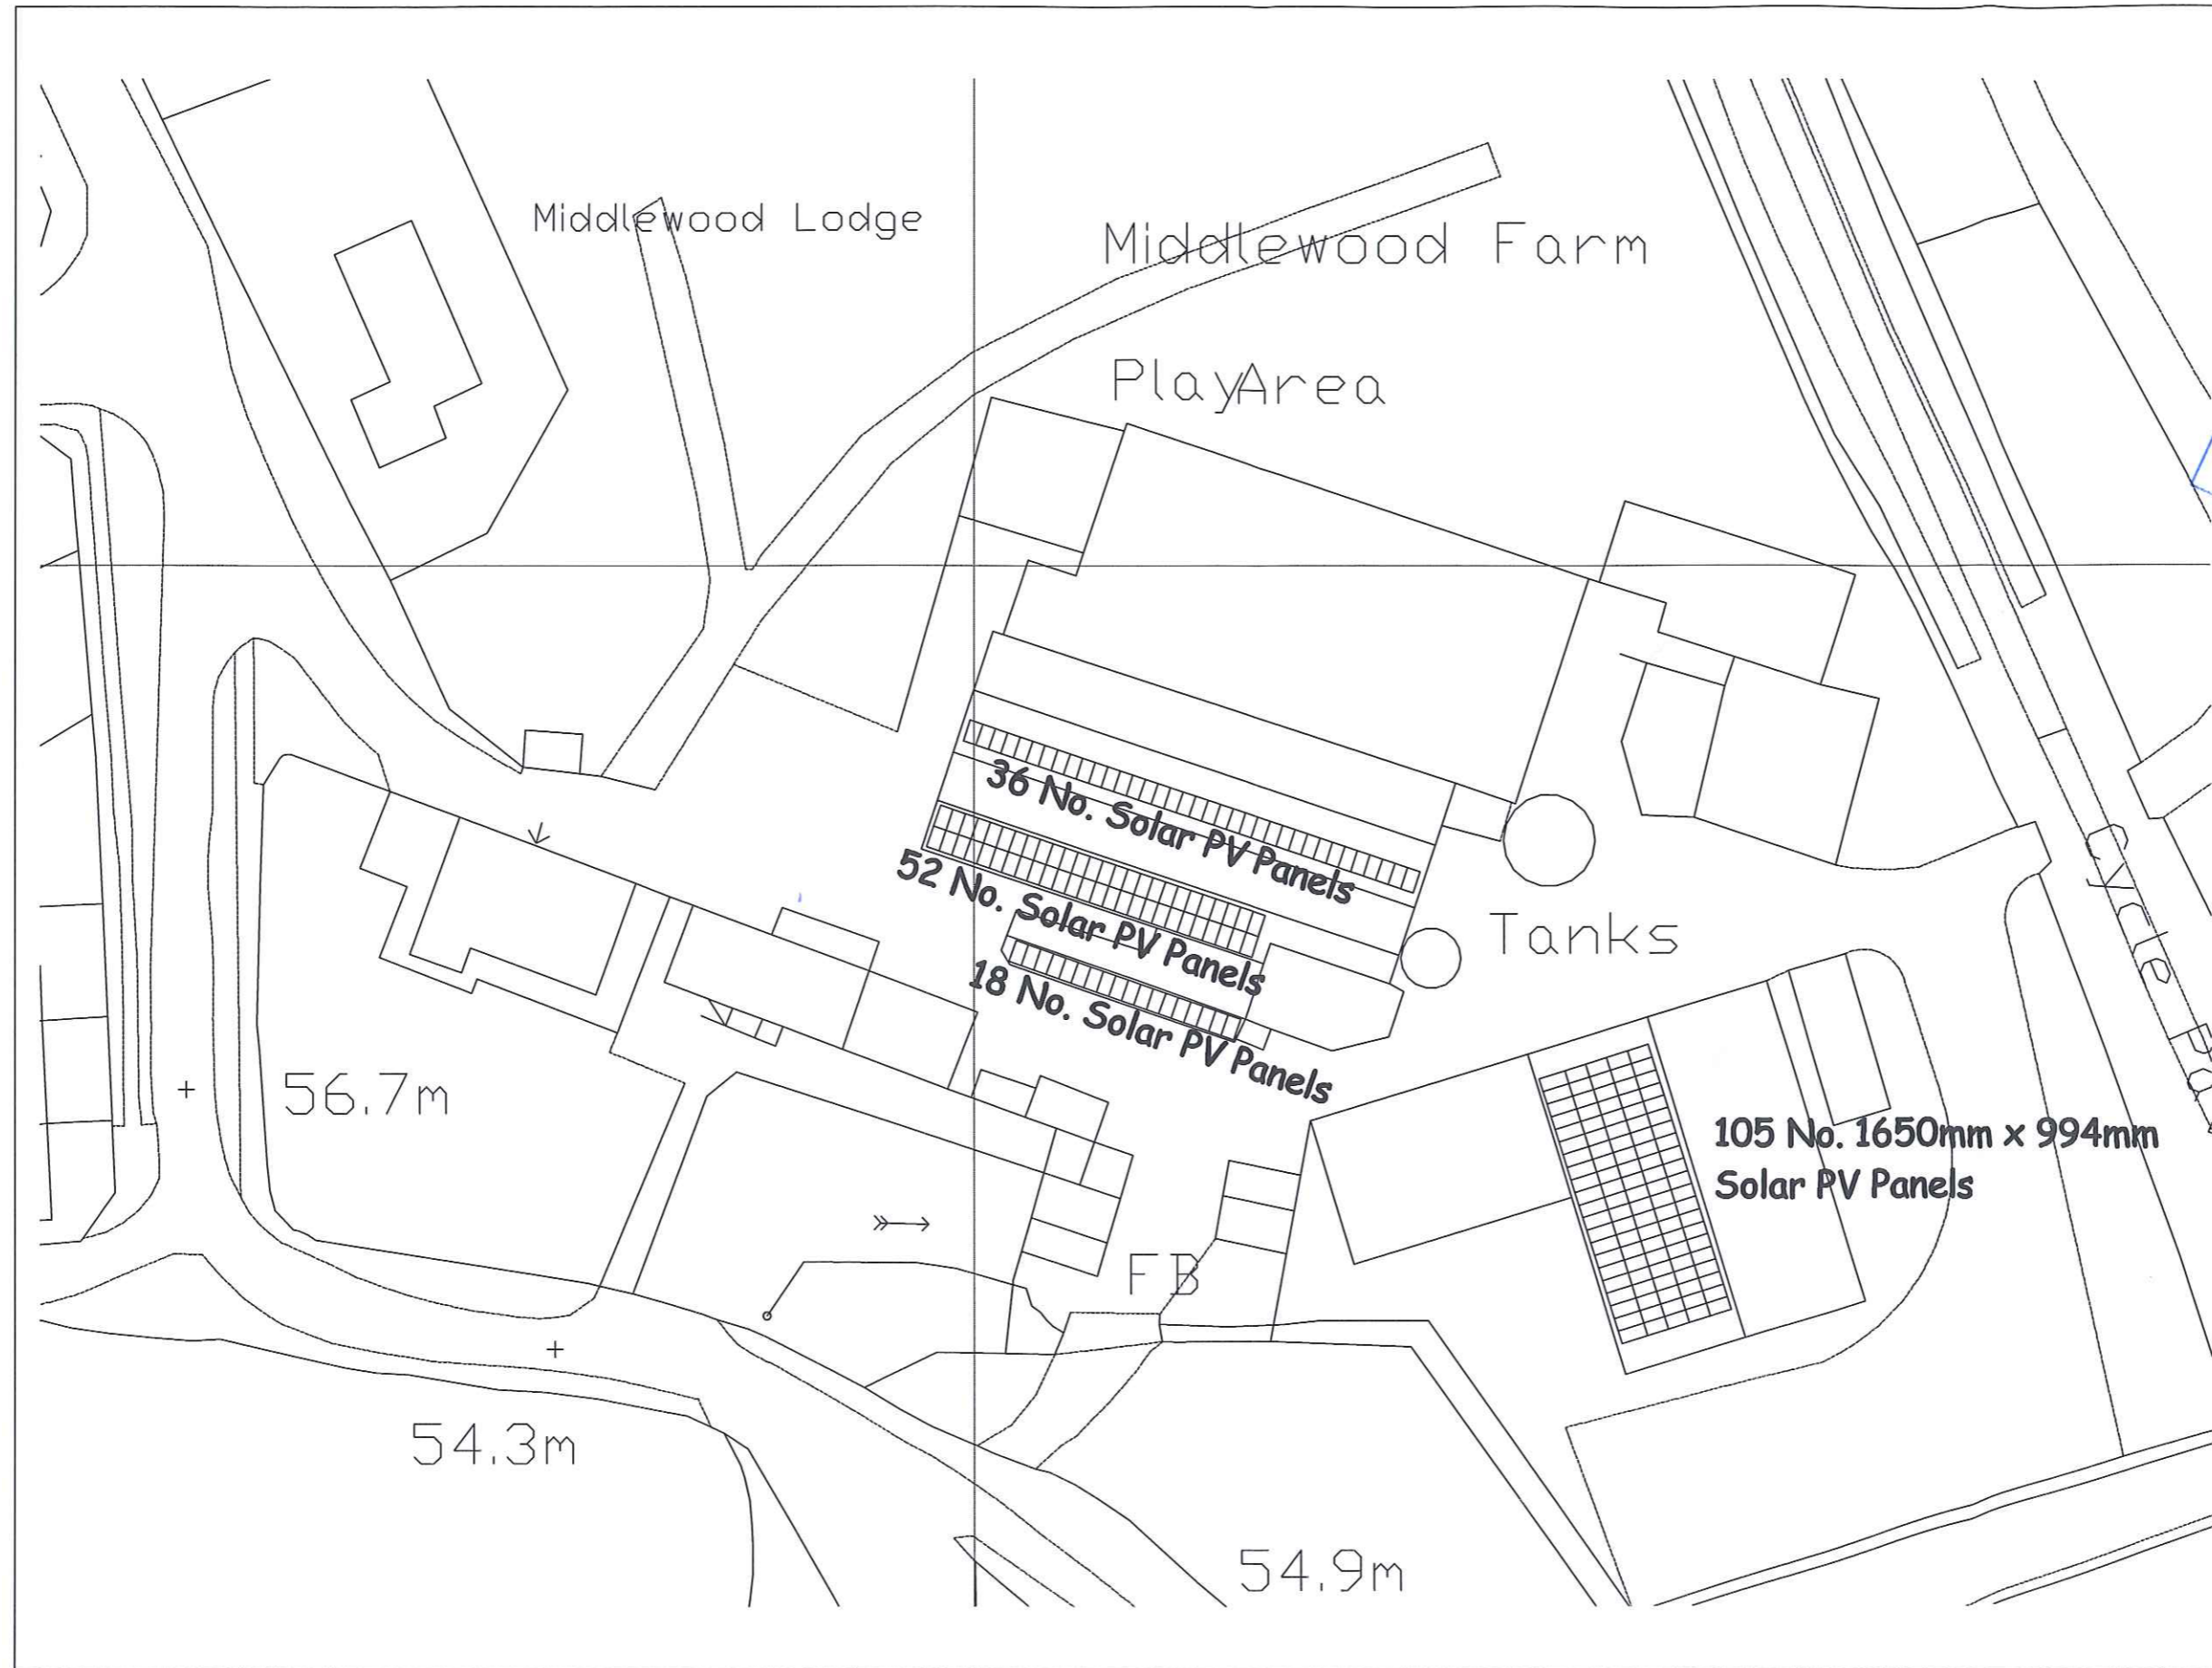 Middlewood Lodge
Middlewood Farm
PlayArea
36 No. Solar PV Panels
52 No. Solar PV Panels
18 No. Solar PV Panels
Tanks
56.7m
105 No. 1650mm x 994mm
Solar PV Panels
FB
54.3m
54.9m